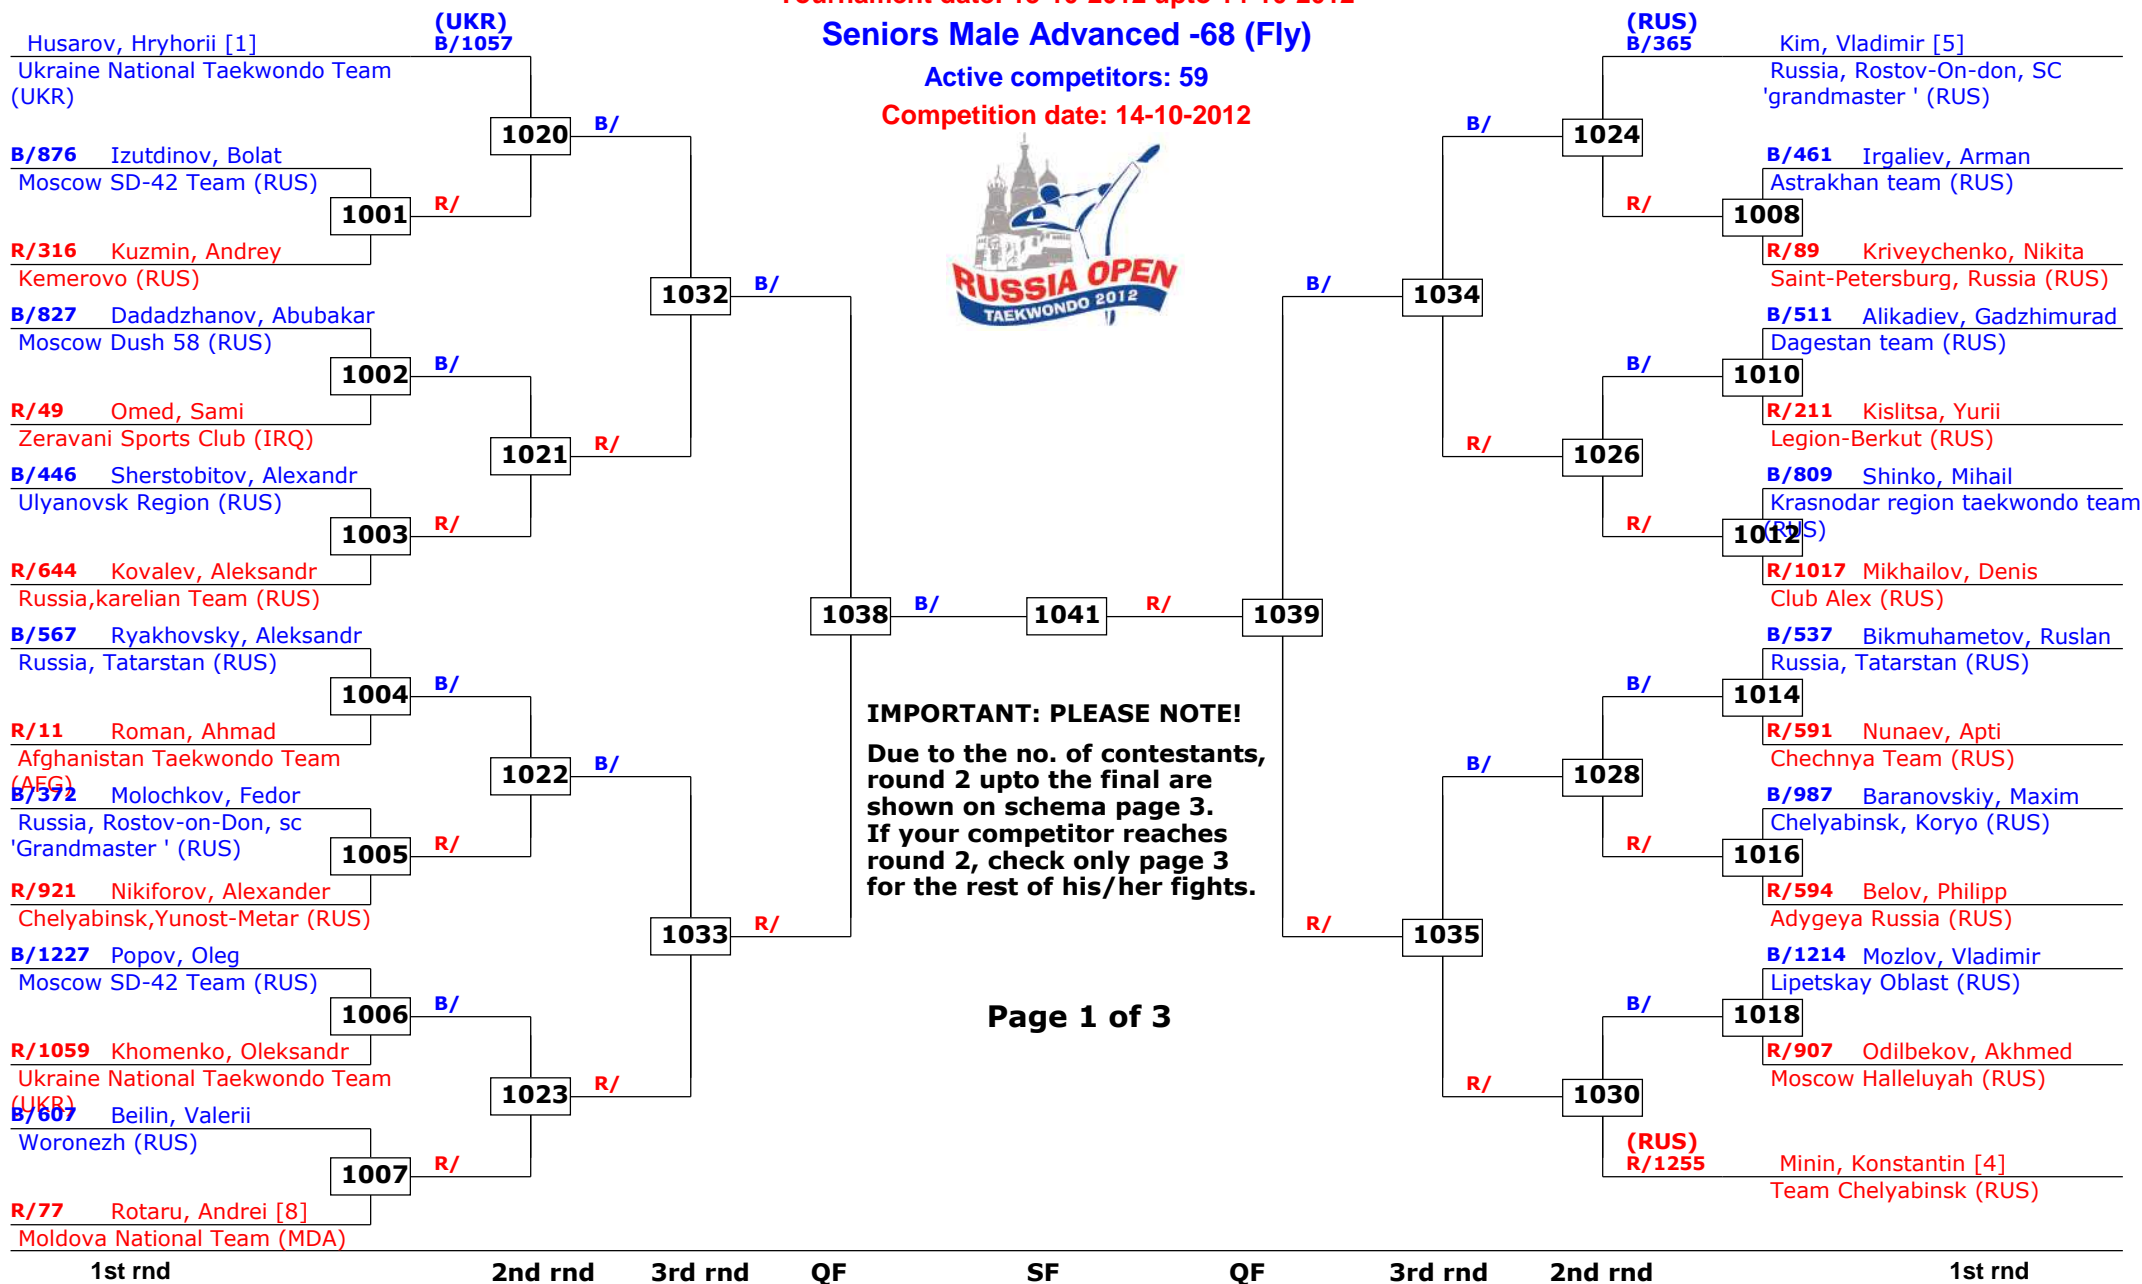 Tournament date: 13-10-2012 upto 14-10-2012
Seniors Male Advanced -68 (Fly)
Active competitors: 59
Competition date: 14-10-2012
RUSSIA OPEN
TAEKWONDO 2012
(UKR)
Husarov, Hryhorii [1] B/1057
Ukraine National Taekwondo Team
(UKR)
1020 B/
B/876 Izutdinov, Bolat
Moscow SD-42 Team (RUS)
1001 R/
R/316 Kuzmin, Andrey
Kemerovo (RUS)
1032 B/
B/827 Dadadzhanov, Abubakar
Moscow Dush 58 (RUS)
1002 B/
R/49 Omed, Sami
Zeravani Sports Club (IRQ)
1021 R/
B/446 Sherstobitov, Alexandr
Ulyanovsk Region (RUS)
1003 R/
R/644 Kovalev, Aleksandr
Russia,karelian Team (RUS)
1038 B/ 1041 R/ 1039
B/567 Ryakhovsky, Aleksandr
Russia, Tatarstan (RUS)
1004 B/
R/11 Roman, Ahmad
Afghanistan Taekwondo Team
(AFG)
1022 B/
B/372 Molochkov, Fedor
Russia, Rostov-on-Don, sc
'Grandmaster ' (RUS)
1005 R/
R/921 Nikiforov, Alexander
Chelyabinsk,Yunost-Metar (RUS)
1033 R/
B/1227 Popov, Oleg
Moscow SD-42 Team (RUS)
1006 B/
R/1059 Khomenko, Oleksandr
Ukraine National Taekwondo Team
(UKR)
1023 R/
B/607 Beilin, Valerii
Woronezh (RUS)
1007 R/
R/77 Rotaru, Andrei [8]
Moldova National Team (MDA)
IMPORTANT: PLEASE NOTE!
Due to the no. of contestants,
round 2 upto the final are
shown on schema page 3.
If your competitor reaches
round 2, check only page 3
for the rest of his/her fights.
Page 1 of 3
(RUS)
B/365 Kim, Vladimir [5]
Russia, Rostov-On-don, SC
'grandmaster ' (RUS)
B/ 1024
B/461 Irgaliev, Arman
Astrakhan team (RUS)
R/ 1008
R/89 Kriveychenko, Nikita
Saint-Petersburg, Russia (RUS)
B/ 1034
B/511 Alikadiev, Gadzhimurad
Dagestan team (RUS)
B/ 1010
R/211 Kislitsa, Yurii
Legion-Berkut (RUS)
R/ 1026
B/809 Shinko, Mihail
Krasnodar region taekwondo team
(RUS)
R/ 1012
R/1017 Mikhailov, Denis
Club Alex (RUS)
B/537 Bikmuhametov, Ruslan
Russia, Tatarstan (RUS)
B/ 1014
R/591 Nunaev, Apti
Chechnya Team (RUS)
B/ 1028
B/987 Baranovskiy, Maxim
Chelyabinsk, Koryo (RUS)
R/ 1016
R/594 Belov, Philipp
Adygeya Russia (RUS)
R/ 1035
B/1214 Mozlov, Vladimir
Lipetskay Oblast (RUS)
B/ 1018
R/907 Odilbekov, Akhmed
Moscow Halleluyah (RUS)
R/ 1030
(RUS)
R/1255 Minin, Konstantin [4]
Team Chelyabinsk (RUS)
1st rnd 2nd rnd 3rd rnd QF SF QF 3rd rnd 2nd rnd 1st rnd